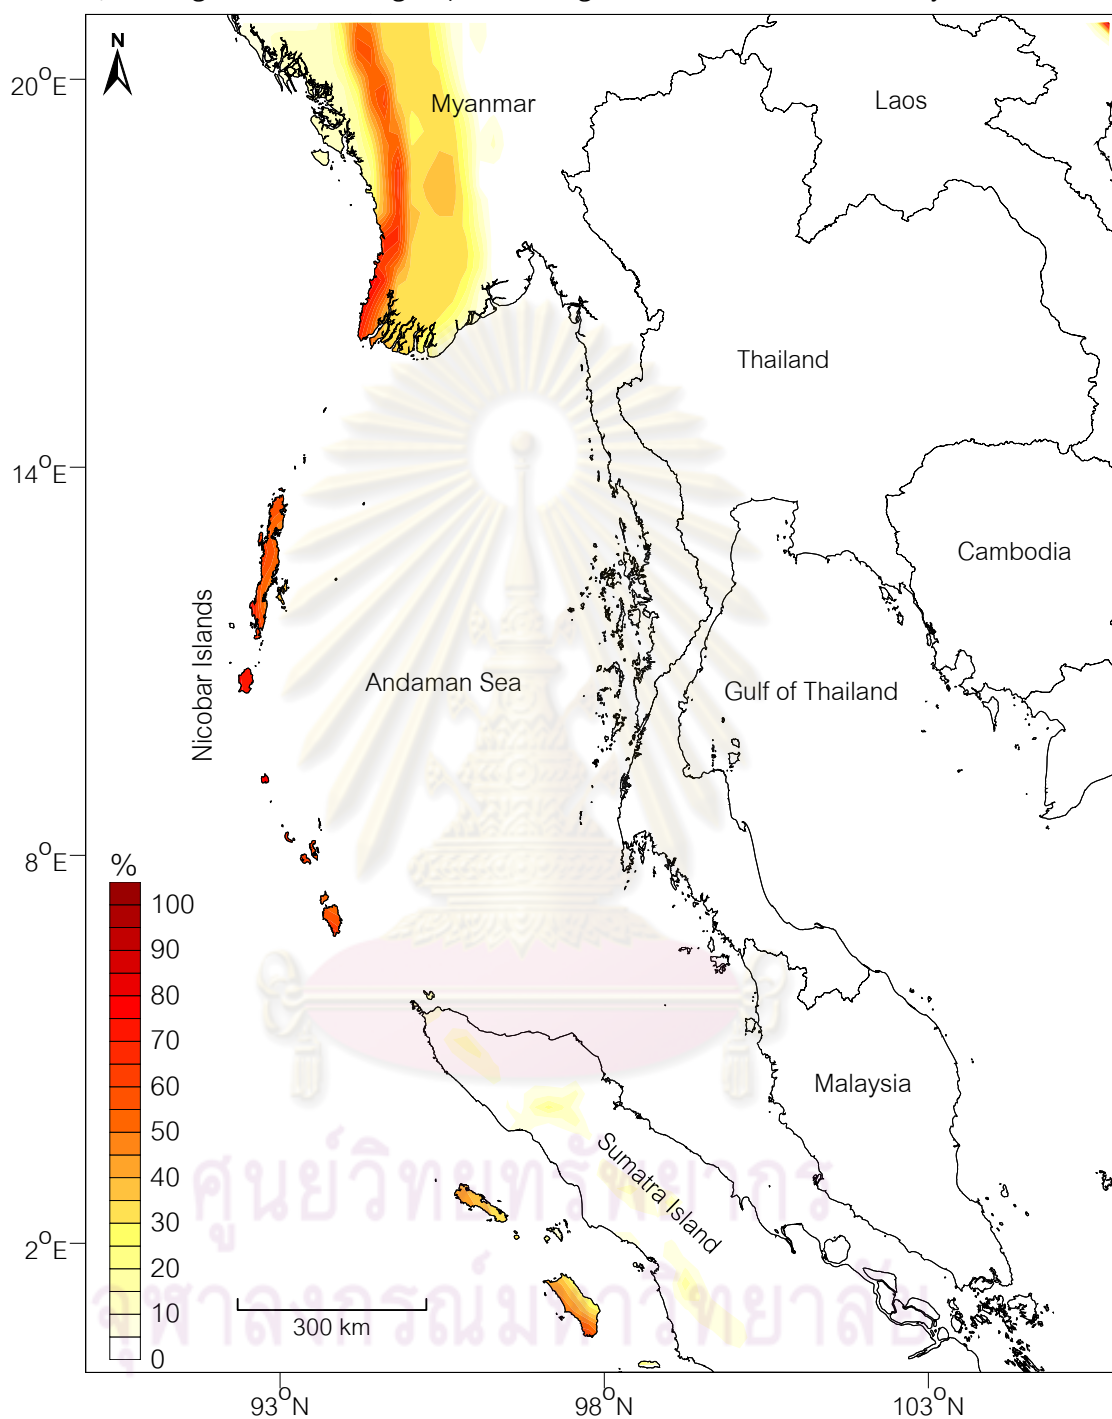 N
20°E
Myanmar
Laos
Thailand
14°E
Cambodia
Nicobar Islands
Andaman Sea
Gulf of Thailand
8°E
%
100
90
80
70
60
50
40
30
20
10
0
Malaysia
Sumatra Island
ศูนย์วิทยทรัพยากร
จุฬาลงกรณ์มหาวิทยาลัย
2°E
300 km
93°N
98°N
103°N